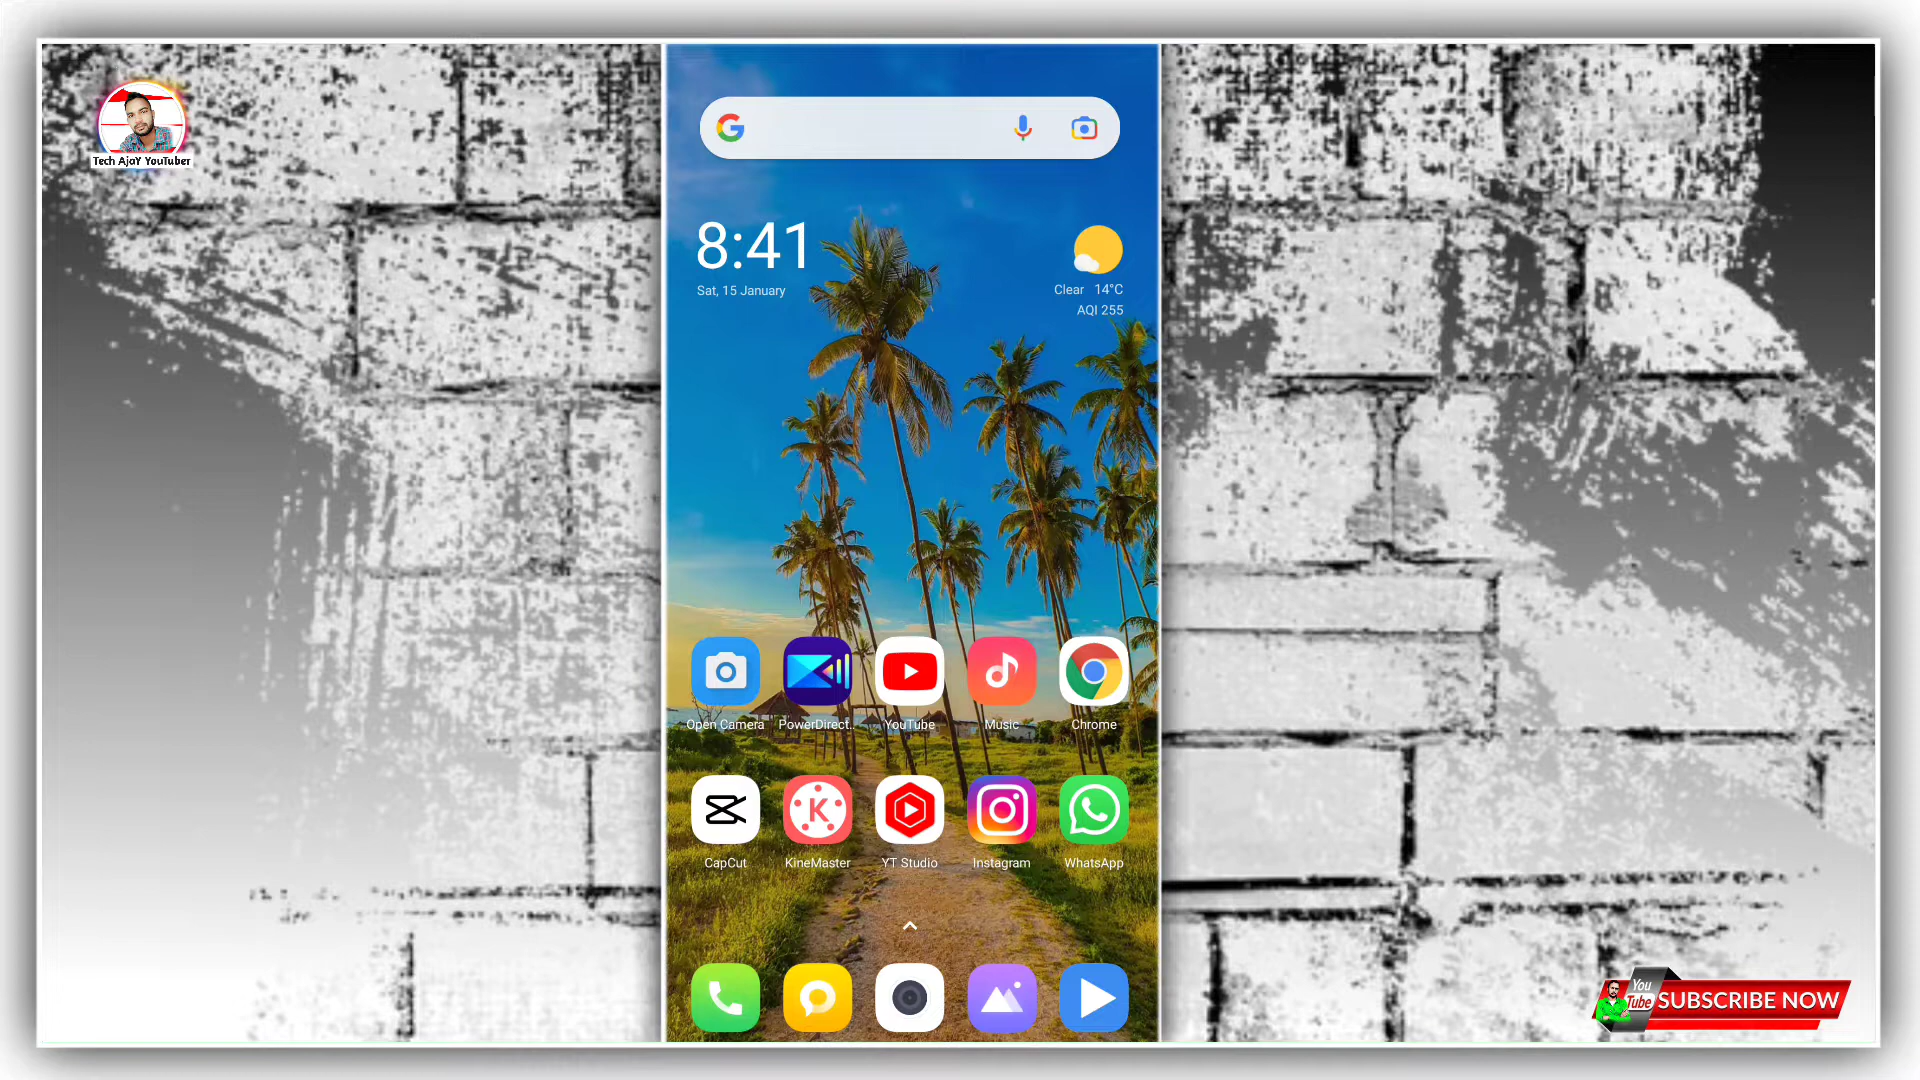 Tech AjaY YouTuber
8:41
Sat, 15 January
Clear 14°C
AQI 255
Open Camera
PowerDirect..
YouTube
Music
Chrome
CapCut
K
KineMaster
YT Studio
Instagram
WhatsApp
You
Tube
SUBSCRIBE NOW